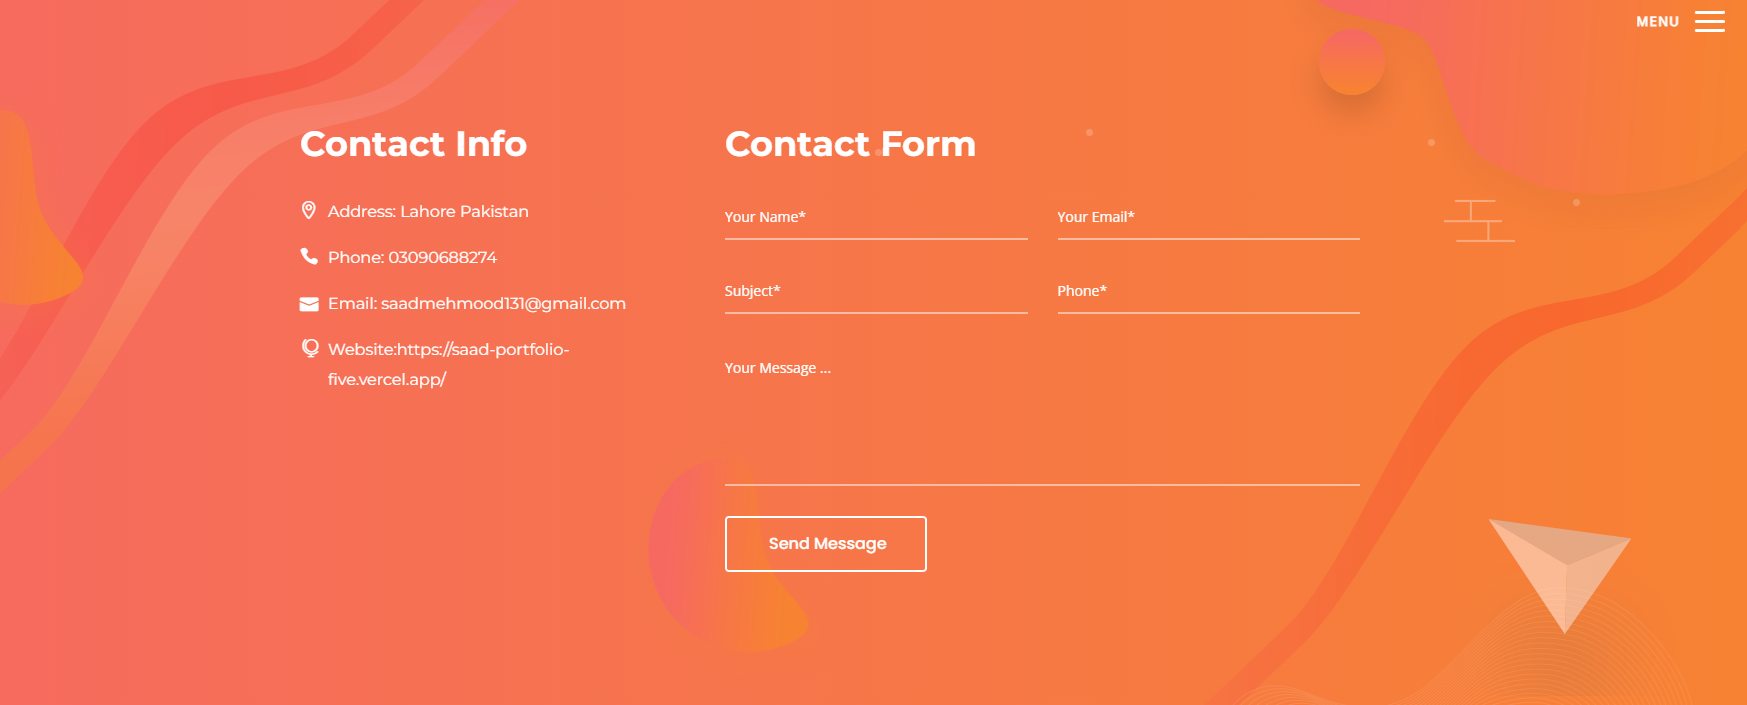 MENU
Contact Info
Address: Lahore Pakistan
Phone: 03090688274
Email: saadmehmood131@gmail.com
Website:https://saad-portfolio-
five.vercel.app/
Contact Form
Your Name*
Your Email*
Subject*
Phone*
Your Message ...
Send Message